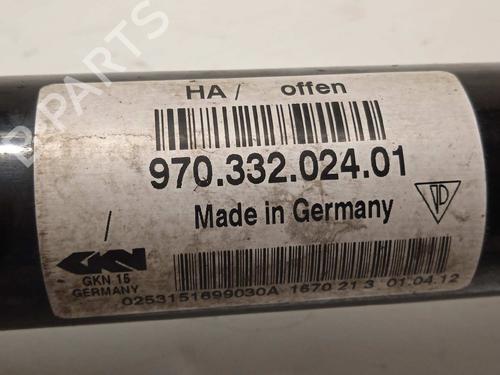 B-PARTS
HA / offen
970.332.024.01
Made in Germany
/
GKN
GKN 15
GERMANY
0253151699030A 1670 21 3 01.04.12